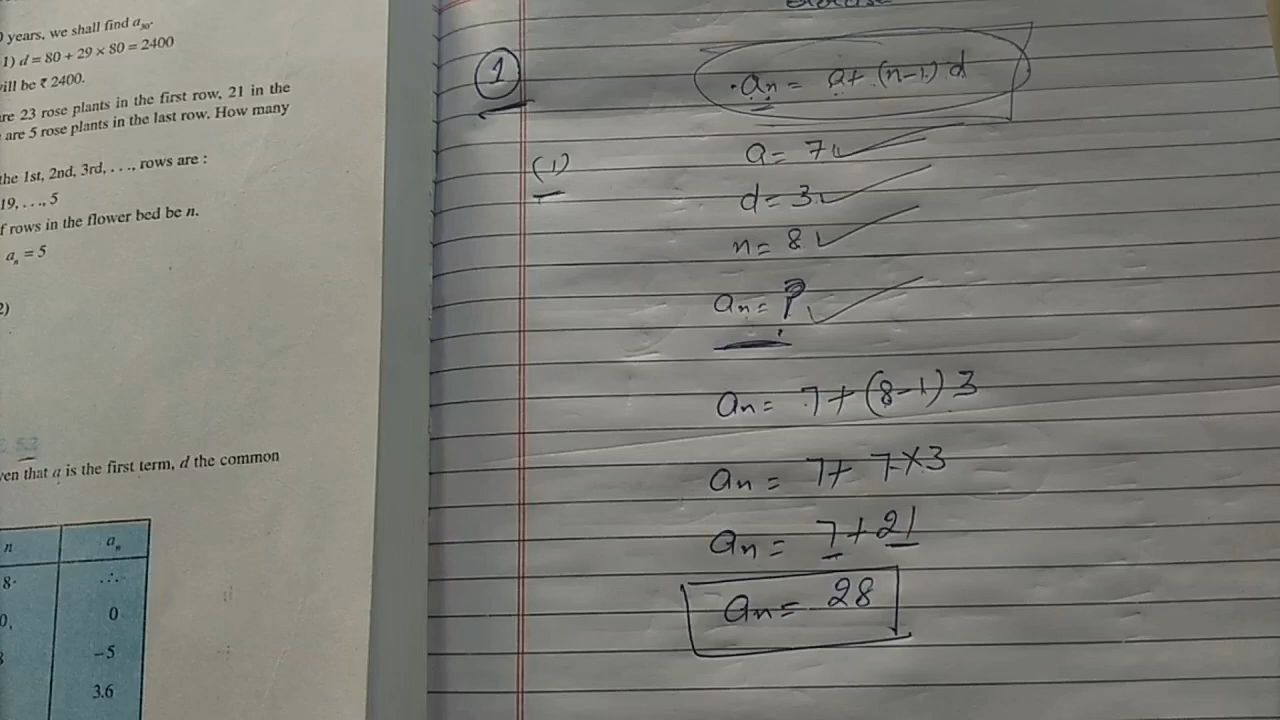 years, we shall find a₃₀.
1) d = 80 + 29 × 80 = 2400
ill be ₹ 2400.
re 23 rose plants in the first row, 21 in the
are 5 rose plants in the last row. How many
the 1st, 2nd, 3rd, . . ., rows are :
19, . . ., 5
f rows in the flower bed be n.
aₙ = 5
2)
5.2
ven that a is the first term, d the common
n aₙ
8 ...
0, 0
–5
3.6
1
aₙ = a + (n-1) d
(1)
a = 7
d = 3
n = 8
aₙ = ?
aₙ = 7 + (8-1) 3
aₙ = 7 + 7 × 3
aₙ = 7 + 21
aₙ = 28